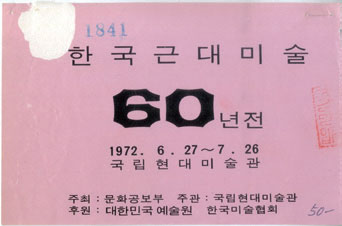 1841
한국근대미술
60년전
1972. 6. 27~7. 26
국립현대미술관
주최 : 문화공보부 주관 : 국립현대미술관
후원 : 대한민국 예술원 한국미술협회
50-